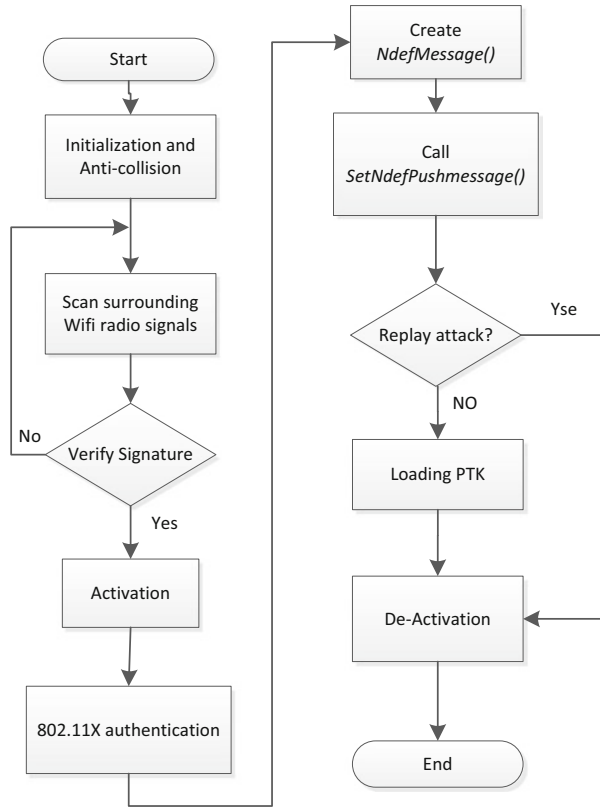 Start
Initialization and
Anti-collision
Scan surrounding
Wifi radio signals
No
Verify Signature
Yes
Activation
802.11X authentication
Create
NdefMessage()
Call
SetNdefPushmessage()
Yse
Replay attack?
NO
Loading PTK
De-Activation
End